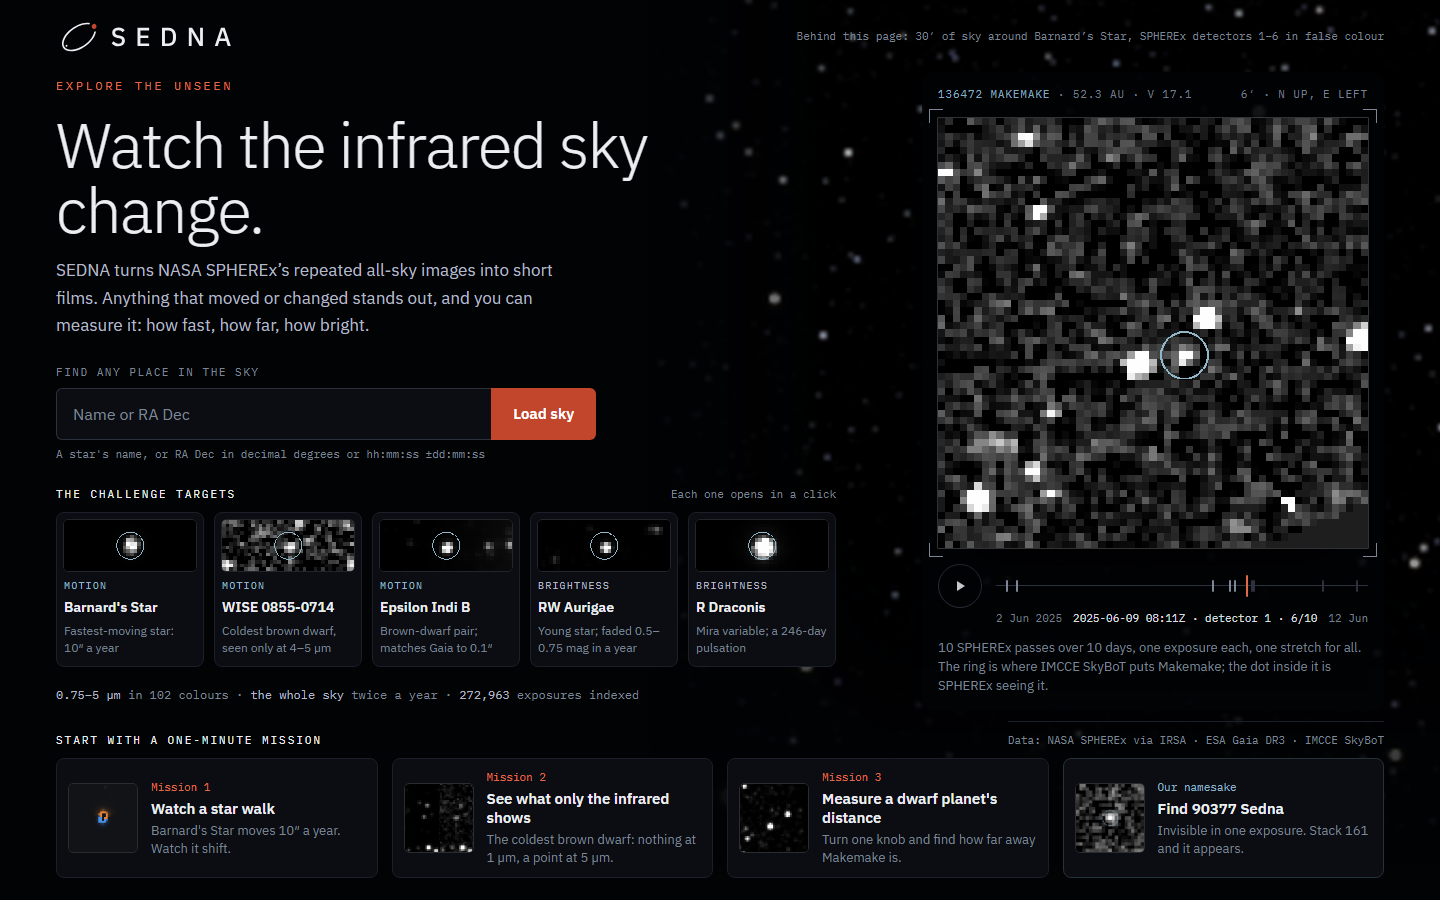 SEDNA
Behind this page: 30′ of sky around Barnard’s Star, SPHEREx detectors 1–6 in false colour
EXPLORE THE UNSEEN
Watch the infrared sky
change.
SEDNA turns NASA SPHEREx’s repeated all-sky images into short
films. Anything that moved or changed stands out, and you can
measure it: how fast, how far, how bright.
FIND ANY PLACE IN THE SKY
Name or RA Dec
Load sky
A star's name, or RA Dec in decimal degrees or hh:mm:ss ±dd:mm:ss
THE CHALLENGE TARGETS
Each one opens in a click
MOTION
Barnard's Star
Fastest-moving star:
10″ a year
MOTION
WISE 0855-0714
Coldest brown dwarf,
seen only at 4–5 µm
MOTION
Epsilon Indi B
Brown-dwarf pair;
matches Gaia to 0.1″
BRIGHTNESS
RW Aurigae
Young star; faded 0.5–
0.75 mag in a year
BRIGHTNESS
R Draconis
Mira variable; a 246-day
pulsation
0.75–5 µm in 102 colours · the whole sky twice a year · 272,963 exposures indexed
136472 MAKEMAKE · 52.3 AU · V 17.1
6′ · N UP, E LEFT
2 Jun 2025
2025-06-09 08:11Z · detector 1 · 6/10
12 Jun
10 SPHEREx passes over 10 days, one exposure each, one stretch for all.
The ring is where IMCCE SkyBoT puts Makemake; the dot inside it is
SPHEREx seeing it.
Data: NASA SPHEREx via IRSA · ESA Gaia DR3 · IMCCE SkyBoT
START WITH A ONE-MINUTE MISSION
Mission 1
Watch a star walk
Barnard's Star moves 10″ a year.
Watch it shift.
Mission 2
See what only the infrared
shows
The coldest brown dwarf: nothing at
1 µm, a point at 5 µm.
Mission 3
Measure a dwarf planet's
distance
Turn one knob and find how far away
Makemake is.
Our namesake
Find 90377 Sedna
Invisible in one exposure. Stack 161
and it appears.